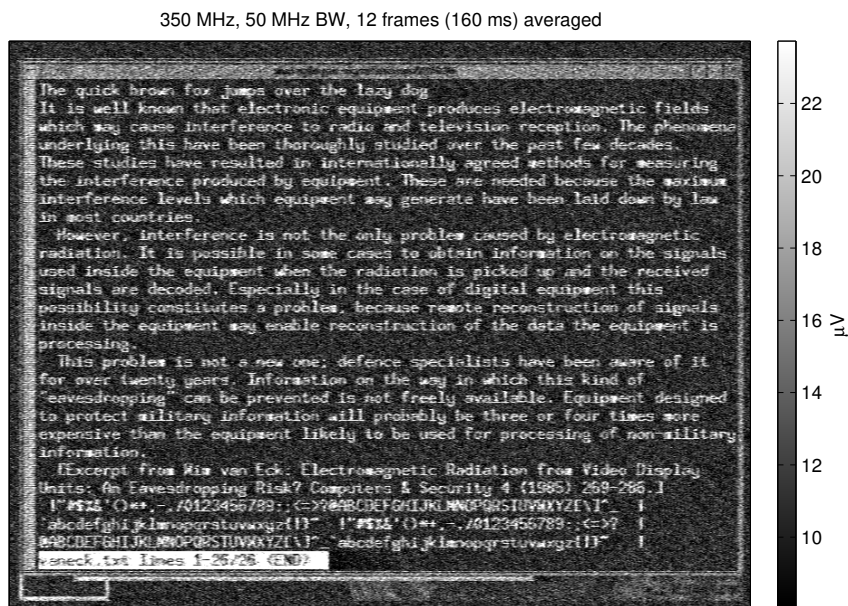 350 MHz, 50 MHz BW, 12 frames (160 ms) averaged
The quick brown fox jumps over the lazy dog
It is well known that electronic equipment produces electromagnetic fields
which may cause interference to radio and television reception. The phenomena
underlying this have been thoroughly studied over the past few decades.
These studies have resulted in internationally agreed methods for measuring
the interference produced by equipment. These are needed because the maximum
interference levels which equipment may generate have been laid down by law
in most countries.
However, interference is not the only problem caused by electromagnetic
radiation. It is possible in some cases to obtain information on the signals
used inside the equipment when the radiation is picked up and the received
signals are decoded. Especially in the case of digital equipment this
possibility constitutes a problem, because remote reconstruction of signals
inside the equipment may enable reconstruction of the data the equipment is
processing.
This problem is not a new one; defence specialists have been aware of it
for over twenty years. Information on the way in which this kind of
"eavesdropping" can be prevented is not freely available. Equipment designed
to protect military information will probably be three or four times more
expensive than the equipment likely to be used for processing of non-military
information.
[Excerpt from Wim van Eck: Electromagnetic Radiation from Video Display
Units: An Eavesdropping Risk? Computers & Security 4 (1985) 269-286.]
!"#$%&'()*+,-./0123456789:;<=>?@ABCDEFGHIJKLMNOPQRSTUVWXYZ[\]^_
`abcdefghijklmnopqrstuvwxyz{|}~ !"#$%&'()*+,-./0123456789:;<=>?
@ABCDEFGHIJKLMNOPQRSTUVWXYZ[\]^_`abcdefghijklmnopqrstuvwxyz{|}~
vaneck.txt lines 1-26/26 (END)
22
20
18
16
14
12
10
µV